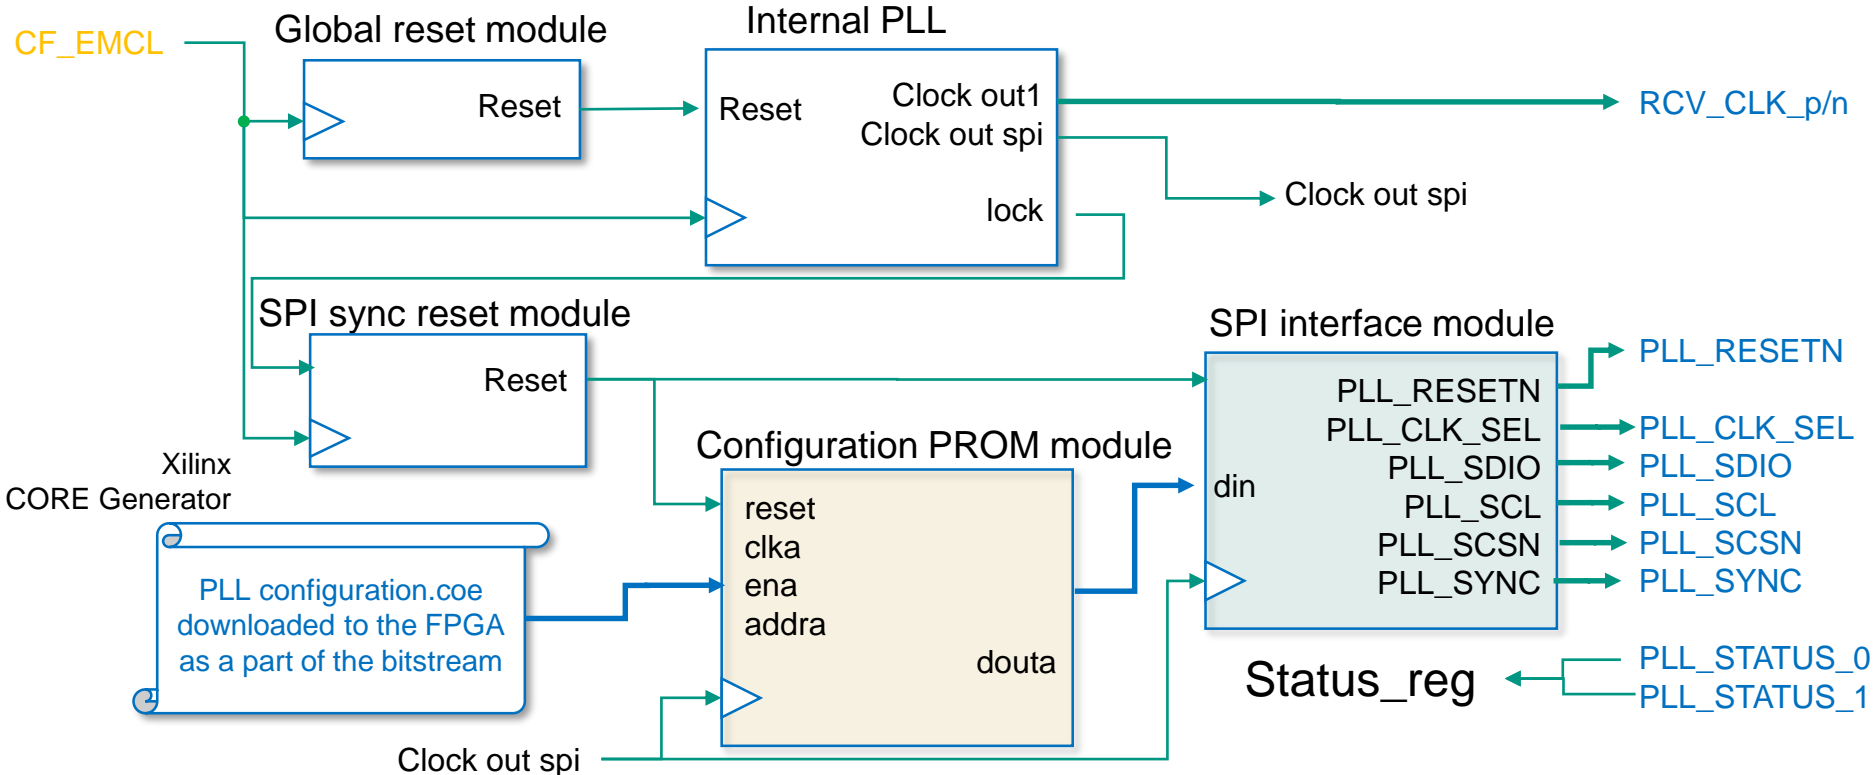 CF_EMCL
Global reset module
Reset
Internal PLL
Reset
Clock out1
Clock out spi
lock
RCV_CLK_p/n
Clock out spi
SPI sync reset module
Reset
Xilinx
CORE Generator
PLL configuration.coe
downloaded to the FPGA
as a part of the bitstream
Configuration PROM module
reset
clka
ena
addra
douta
Clock out spi
SPI interface module
din
PLL_RESETN
PLL_CLK_SEL
PLL_SDIO
PLL_SCL
PLL_SCSN
PLL_SYNC
PLL_RESETN
PLL_CLK_SEL
PLL_SDIO
PLL_SCL
PLL_SCSN
PLL_SYNC
Status_reg
PLL_STATUS_0
PLL_STATUS_1